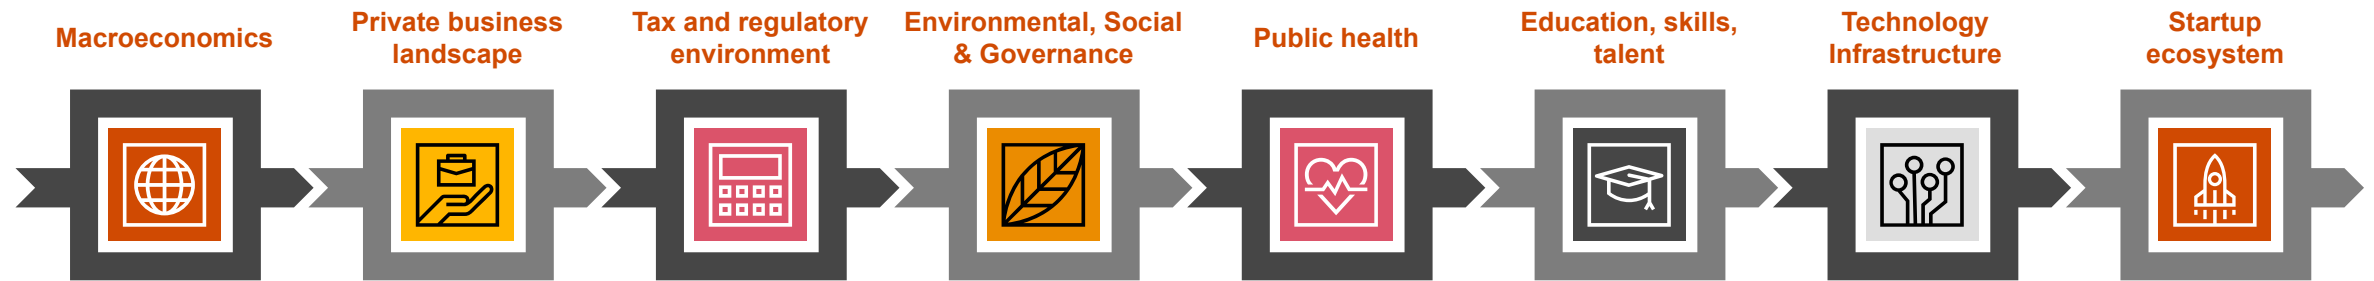 Macroeconomics
Private business
landscape
Tax and regulatory
environment
Environmental, Social
& Governance
Public health
Education, skills,
talent
Technology
Infrastructure
Startup
ecosystem